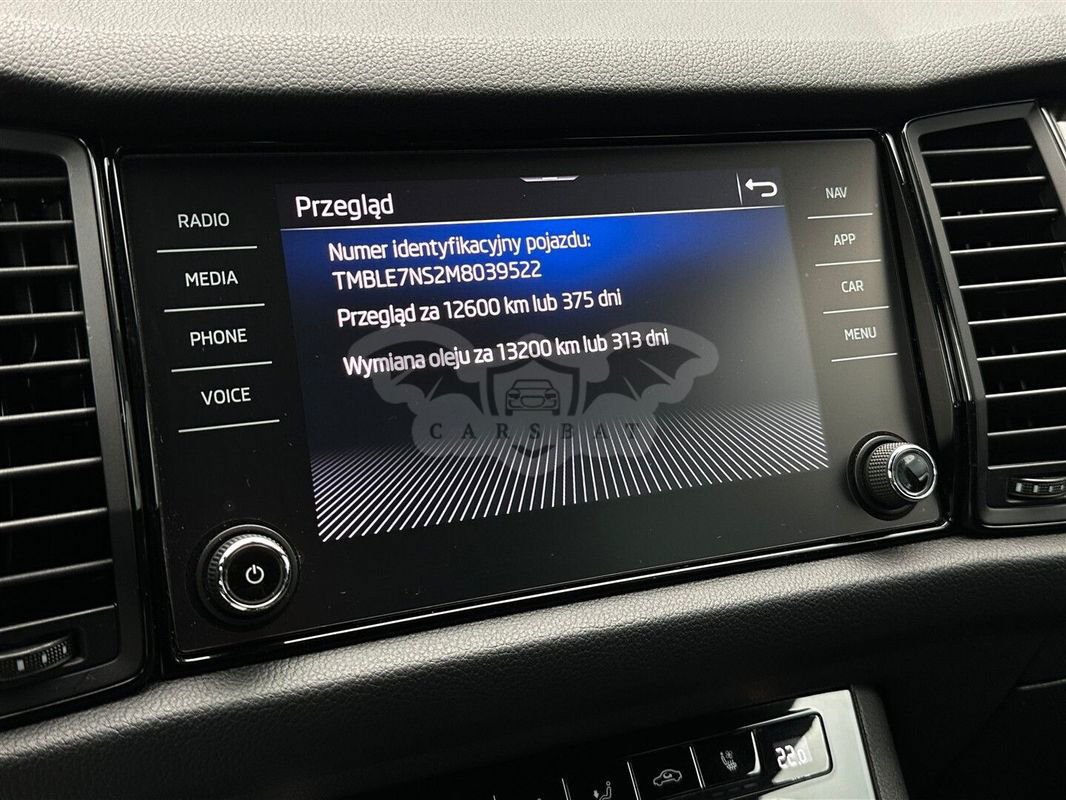 Przegląd
Numer identyfikacyjny pojazdu:
TMBLE7NS2M8039522
Przegląd za 12600 km lub 375 dni
Wymiana oleju za 13200 km lub 313 dni
RADIO
MEDIA
PHONE
VOICE
NAV
APP
CAR
MENU
CARSBAT
22.0